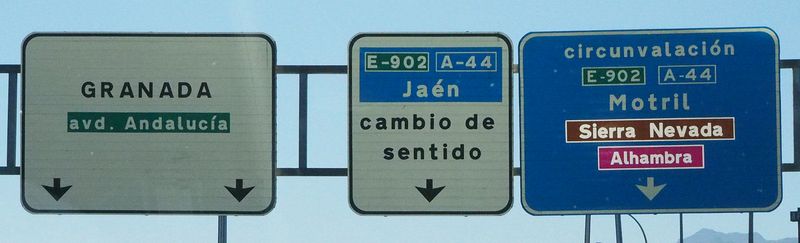 GRANADA
avd. Andalucía
E-902 A-44
Jaén
cambio de
sentido
circunvalación
E-902 A-44
Motril
Sierra Nevada
Alhambra